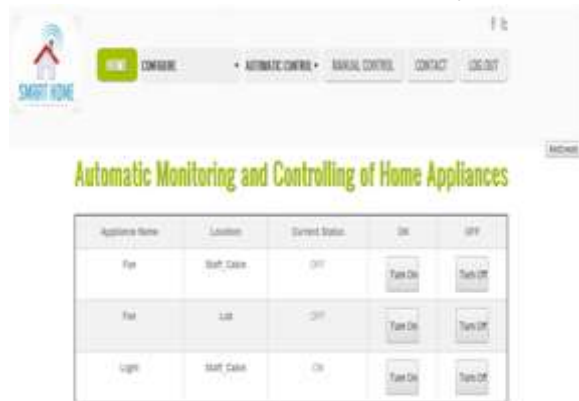 HOME CONFIGURE AUTOMATIC CONTROL MANUAL CONTROL CONTACT LOG OUT
SMART HOME
Automatic Monitoring and Controlling of Home Appliances
Appliance Name Location Current Status ON OFF
Fan Staff_Cabin OFF Turn On Turn Off
Fan Lab OFF Turn On Turn Off
Light Staff_Cabin ON Turn On Turn Off